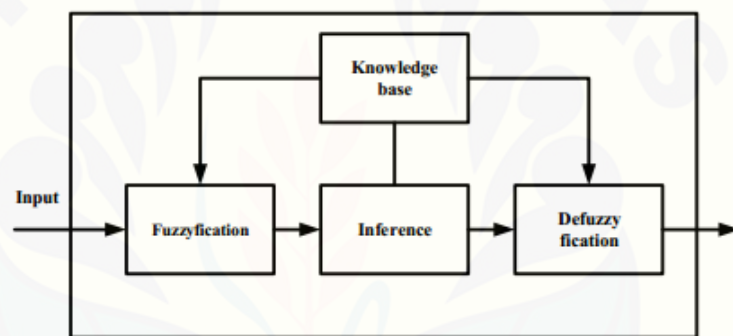 Knowledge
base
Input
Fuzzyfication
Inference
Defuzzy
fication